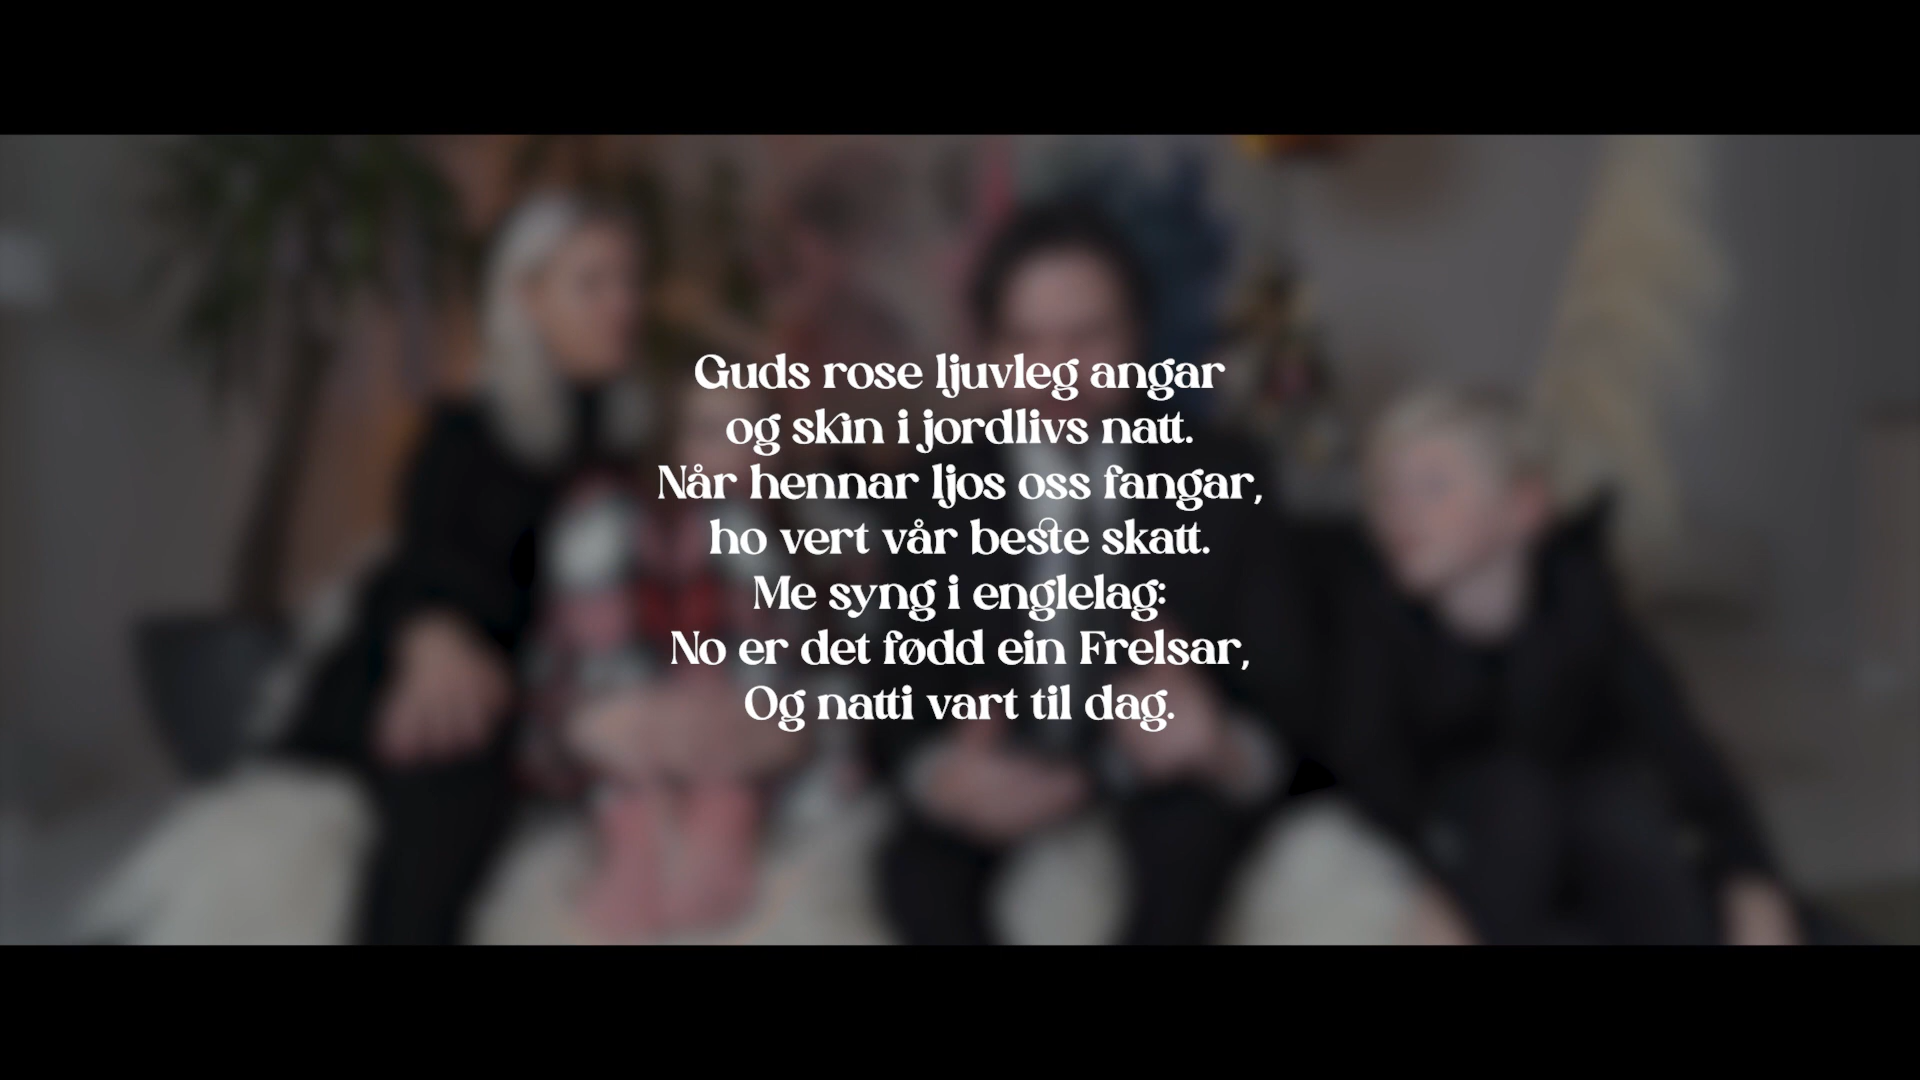 Guds rose ljuvleg angar
og skin i jordlivs natt.
Når hennar ljos oss fangar,
ho vert vår beste skatt.
Me syng i englelag:
No er det fødd ein Frelsar,
Og natti vart til dag.